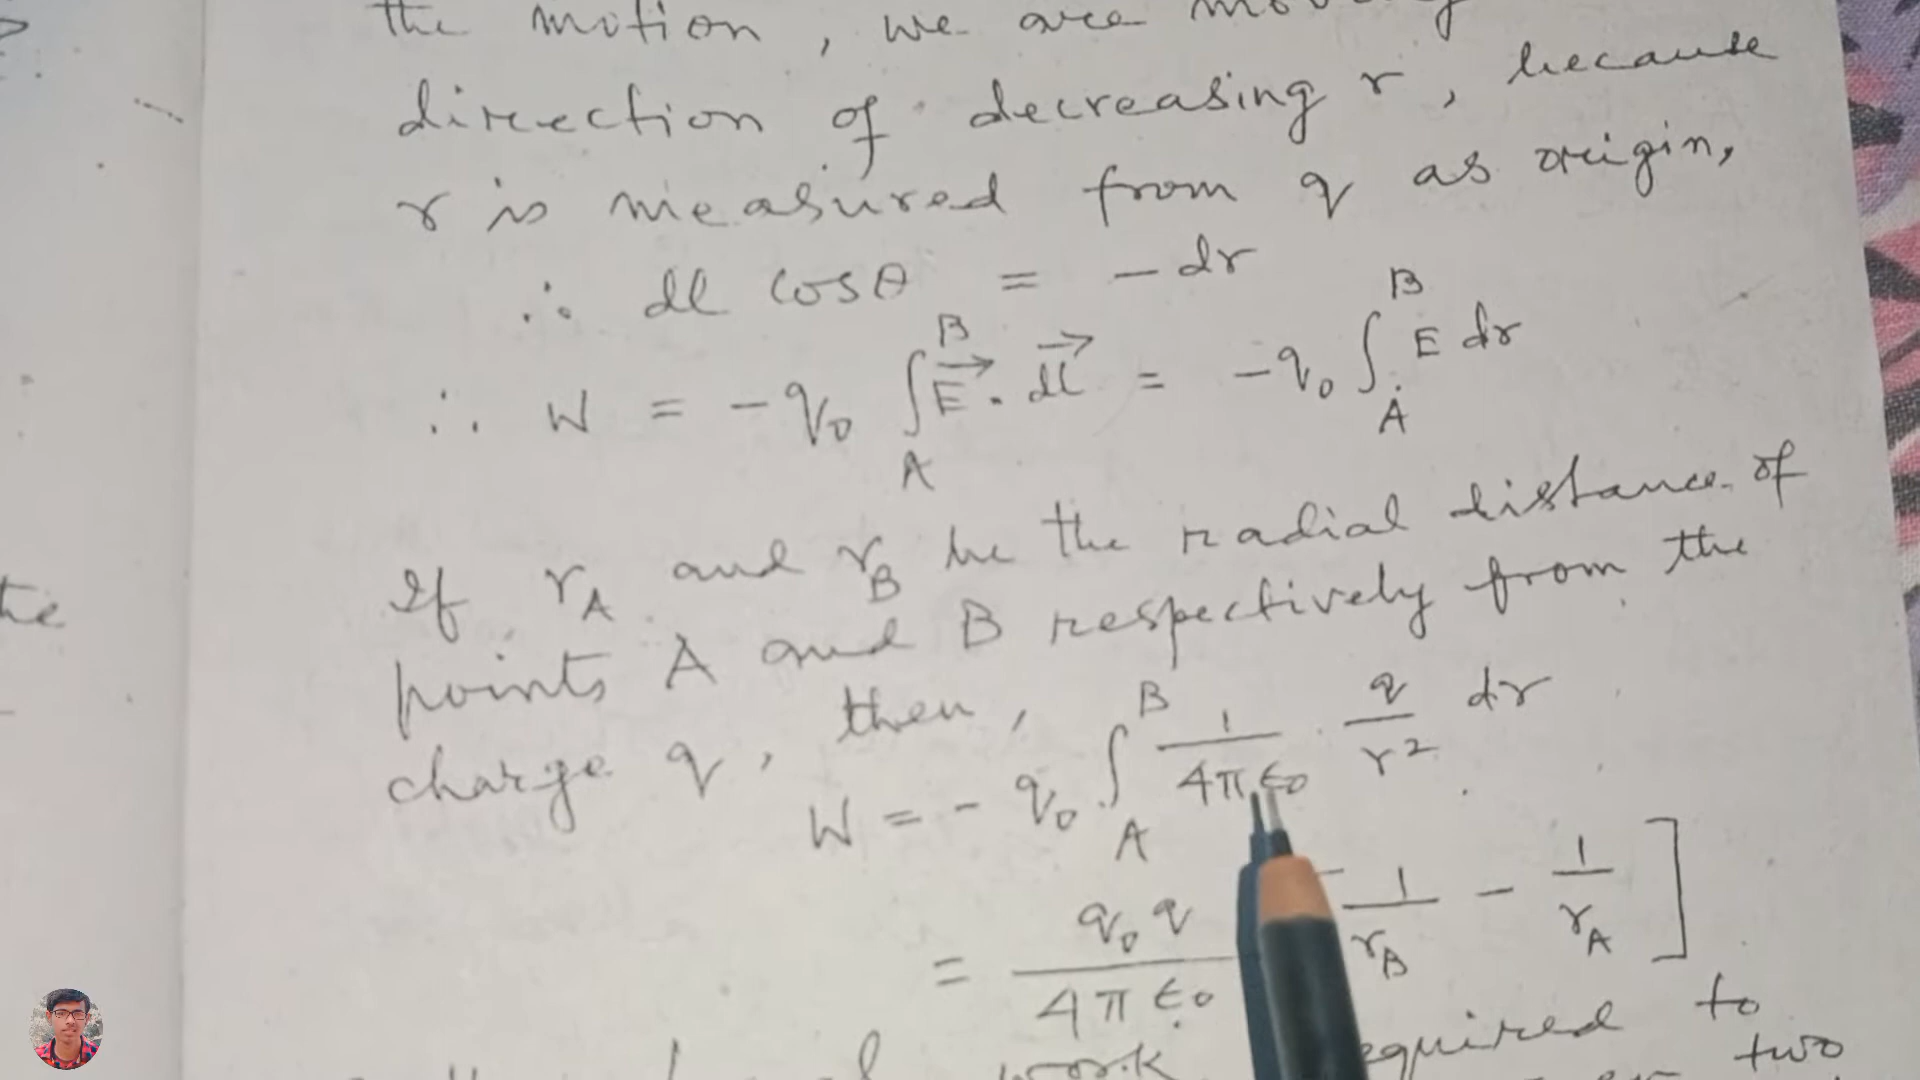 the motion, we are moving
direction of decreasing r, because
r is measured from q as origin,
∴ dl cosθ = - dr
∴ W = - q₀ ∫_A^B E⃗ . dl⃗ = - q₀ ∫_A^B E dr
If r_A and r_B be the radial distance of
points A and B respectively from the
charge q, then,
W = - q₀ ∫_A^B 1/4πϵ₀ . q/r² dr
= q₀q/4πϵ₀ [1/r_B - 1/r_A]
work to
two
the